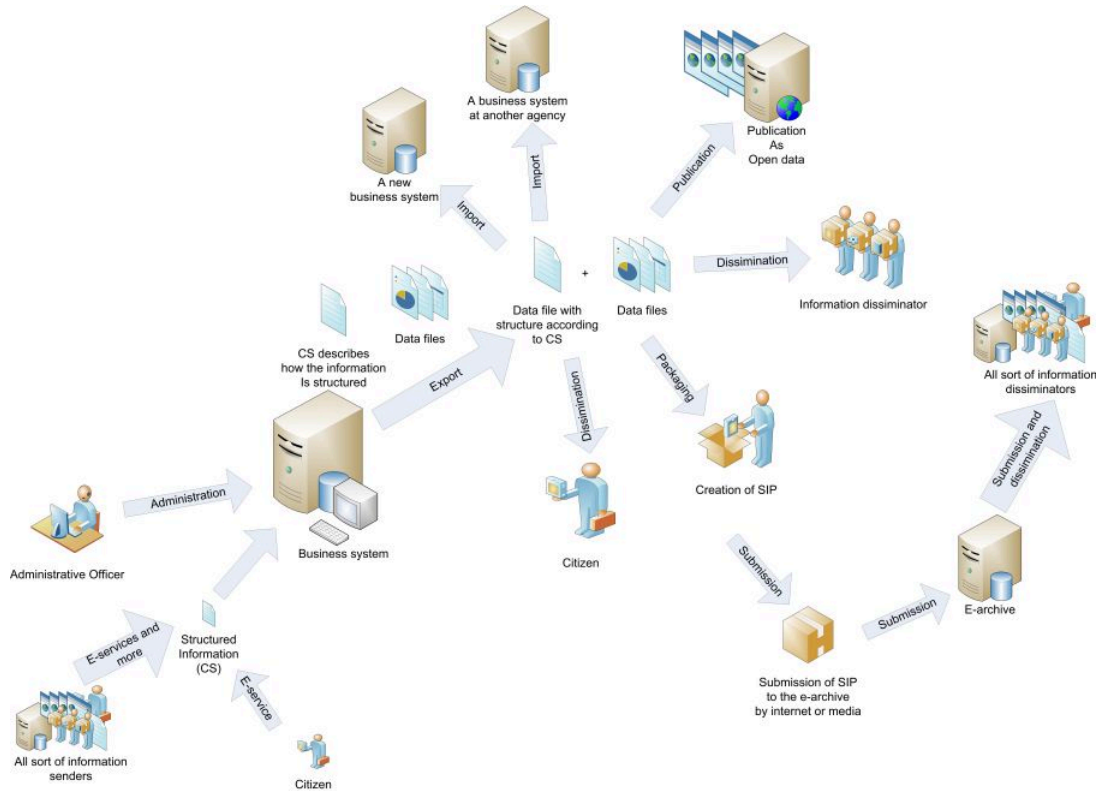 A business system
at another agency
Publication
As
Open data
A new
business system
Import
Import
Publication
Dissimination
Information dissiminator
Data file with
structure according
to CS
+
Data files
Data files
CS describes
how the information
Is structured
Export
Dissimination
Packaging
All sort of information
dissiminators
Submission and
dissimination
Creation of SIP
Administration
Administrative Officer
Business system
Citizen
Submission
Submission
E-archive
Structured
Information
(CS)
E-services and
more
E-service
Submission of SIP
to the e-archive
by internet or media
All sort of information
senders
Citizen